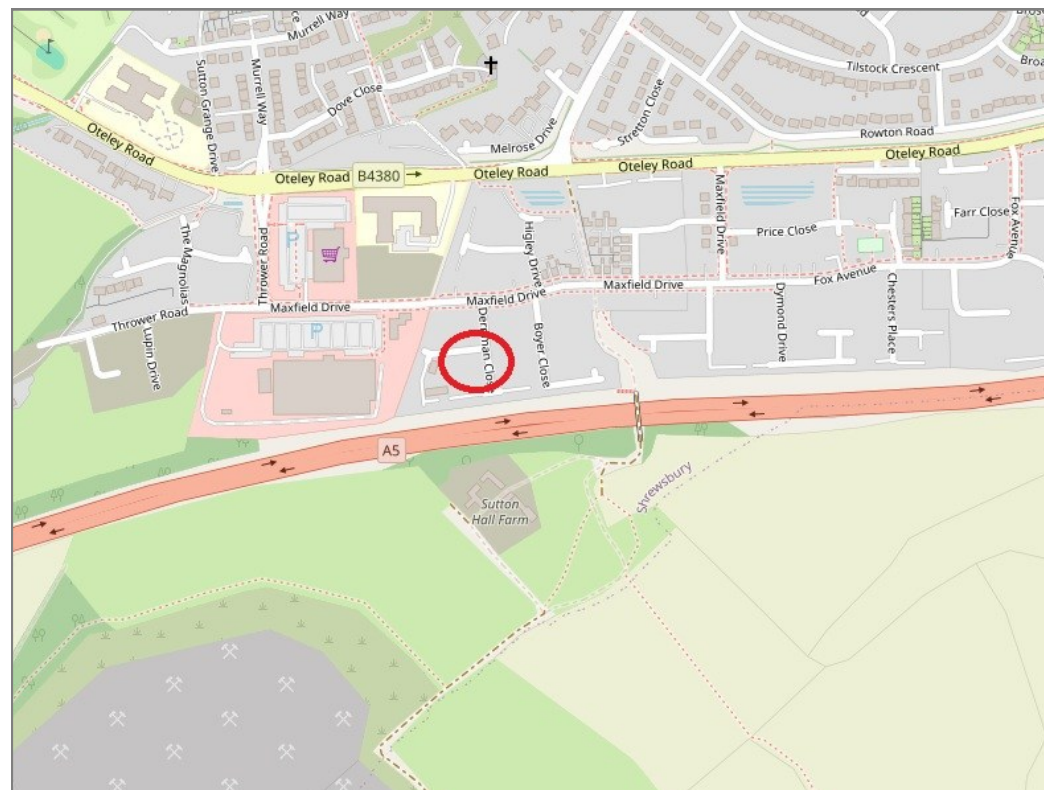 Murrell Way
Tilstock Crescent
Sutton Grange Drive
Murrell Way
Dove Close
Stretton Close
Melrose Drive
Rowton Road
Oteley Road
Oteley Road
B4380
Oteley Road
Oteley Road
Oteley Road
The Magnolias
Thrower Road
P
Higley Drive
Maxfield Drive
Price Close
Farr Close
Fox Avenue
Maxfield Drive
Maxfield Drive
Maxfield Drive
Fox Avenue
Thrower Road
Lupin Drive
P
Boyer Close
Dymond Drive
Chesters Place
A5
Sutton
Hall Farm
Shrewsbury